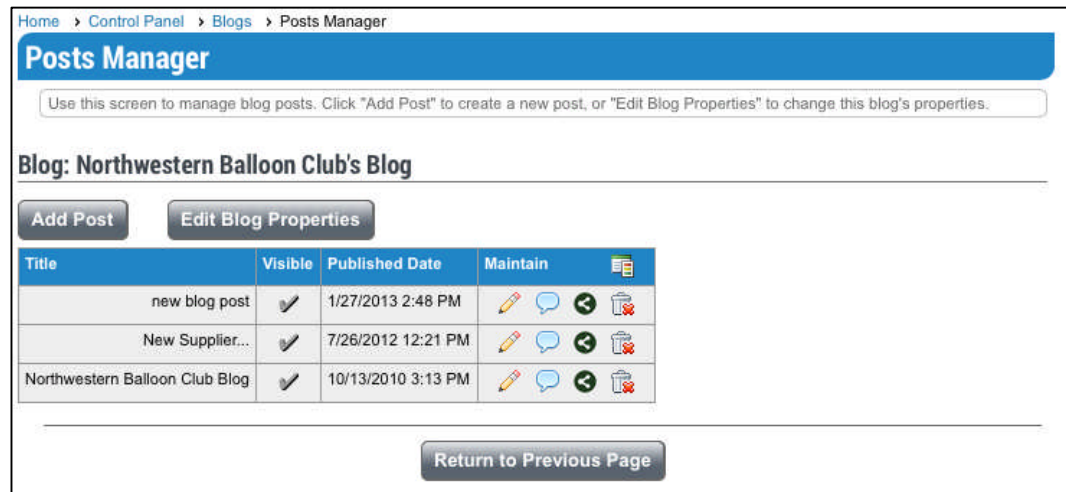 Home > Control Panel > Blogs > Posts Manager
Posts Manager
Use this screen to manage blog posts. Click "Add Post" to create a new post, or "Edit Blog Properties" to change this blog's properties.
Blog: Northwestern Balloon Club's Blog
Add Post Edit Blog Properties
Title Visible Published Date Maintain
new blog post 1/27/2013 2:48 PM
New Supplier... 7/26/2012 12:21 PM
Northwestern Balloon Club Blog 10/13/2010 3:13 PM
Return to Previous Page